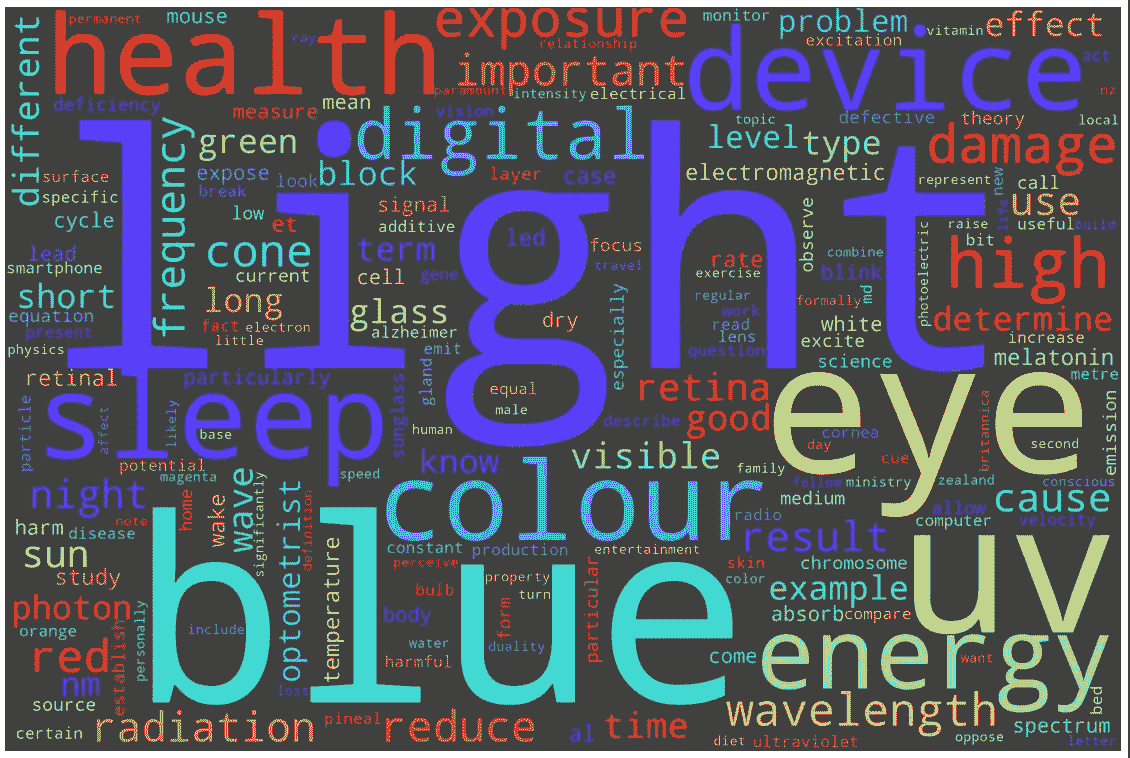 permanent
mouse
health
ray
exposure
relationship
monitor
problem
excitation
vitamin
effect
act
different
important
device
deficiency
measure
mean
paramount
intensity
electrical
vision
nz
digital
topic
defective
theory
local
green
frequency
level
type
damage
light
surface
specific
expose
break
look
block
layer
case
electromagnetic
represent
new
call
use
life
useful
build
cycle
low
et
signal
additive
led
focus
travel
observe
raise
bit
lead
smartphone
cone
current
term
cell
gene
rate
exercise
combine
blink
photoelectric
high
short
equation
present
long
fact
electron
little
glass
alzheimer
dry
especially
regular
work
read
lens
question
formally
md
white
excite
determine
increase
physics
emit
science
melatonin
metre
retinal
particularly
sleep
gland
equal
male
human
retina
good
describe
eye
particle
affect
likely
base
sunglass
cornea
day
cue
britannica
second
emission
potential
magenta
speed
know
visible
family
follow
ministry
zealand
conscious
night
home
note
wake
wave
significantly
colour
medium
radio
cause
allow
computer
velocity
harm
disease
optometrist
definition
constant
production
entertainment
result
sun
study
temperature
perceive
property
turn
skin
color
chromosome
uv
photon
orange
establish
personally
blue
include
bulb
body
form
particular
example
absorb
compare
red
nm
water
harmful
duality
come
energy
want
source
loss
wavelength
bed
certain
radiation
pineal
reduce
al
time
diet
ultraviolet
oppose
spectrum
letter